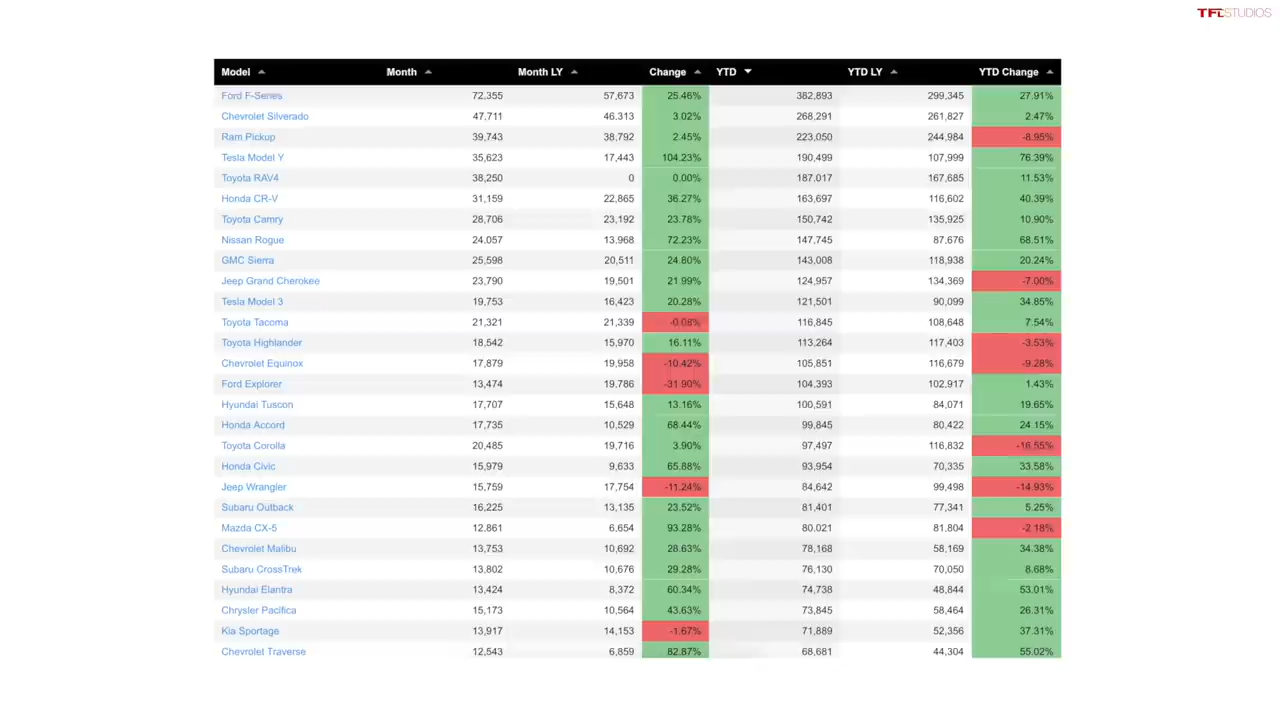 TFLSTUDIOS
Model Month Month LY Change YTD YTD LY YTD Change
Ford F-Series 72,355 57,673 25.46% 382,893 299,345 27.91%
Chevrolet Silverado 47,711 46,313 3.02% 268,291 261,827 2.47%
Ram Pickup 39,743 38,792 2.45% 223,050 244,984 -8.95%
Tesla Model Y 35,623 17,443 104.23% 190,499 107,999 76.39%
Toyota RAV4 38,250 0 0.00% 187,017 167,685 11.53%
Honda CR-V 31,159 22,865 36.27% 163,697 116,602 40.39%
Toyota Camry 28,706 23,192 23.78% 150,742 135,925 10.90%
Nissan Rogue 24,057 13,968 72.23% 147,745 87,676 68.51%
GMC Sierra 25,598 20,511 24.80% 143,008 118,938 20.24%
Jeep Grand Cherokee 23,790 19,501 21.99% 124,957 134,369 -7.00%
Tesla Model 3 19,753 16,423 20.28% 121,501 90,099 34.85%
Toyota Tacoma 21,321 21,339 -0.08% 116,845 108,648 7.54%
Toyota Highlander 18,542 15,970 16.11% 113,264 117,403 -3.53%
Chevrolet Equinox 17,879 19,958 -10.42% 105,851 116,679 -9.28%
Ford Explorer 13,474 19,786 -31.90% 104,393 102,917 1.43%
Hyundai Tuscon 17,707 15,648 13.16% 100,591 84,071 19.65%
Honda Accord 17,735 10,529 68.44% 99,845 80,422 24.15%
Toyota Corolla 20,485 19,716 3.90% 97,497 116,832 -16.55%
Honda Civic 15,979 9,633 65.88% 93,954 70,335 33.58%
Jeep Wrangler 15,759 17,754 -11.24% 84,642 99,498 -14.93%
Subaru Outback 16,225 13,135 23.52% 81,401 77,341 5.25%
Mazda CX-5 12,861 6,654 93.28% 80,021 81,804 -2.18%
Chevrolet Malibu 13,753 10,692 28.63% 78,168 58,169 34.38%
Subaru CrossTrek 13,802 10,676 29.28% 76,130 70,050 8.68%
Hyundai Elantra 13,424 8,372 60.34% 74,738 48,844 53.01%
Chrysler Pacifica 15,173 10,564 43.63% 73,845 58,464 26.31%
Kia Sportage 13,917 14,153 -1.67% 71,889 52,356 37.31%
Chevrolet Traverse 12,543 6,859 82.87% 68,681 44,304 55.02%